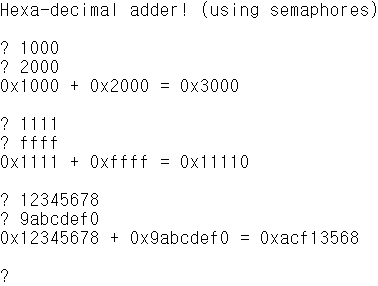 Hexa-decimal adder! (using semaphores)
? 1000
? 2000
0x1000 + 0x2000 = 0x3000
? 1111
? ffff
0x1111 + 0xffff = 0x11110
? 12345678
? 9abcdef0
0x12345678 + 0x9abcdef0 = 0xacf13568
?